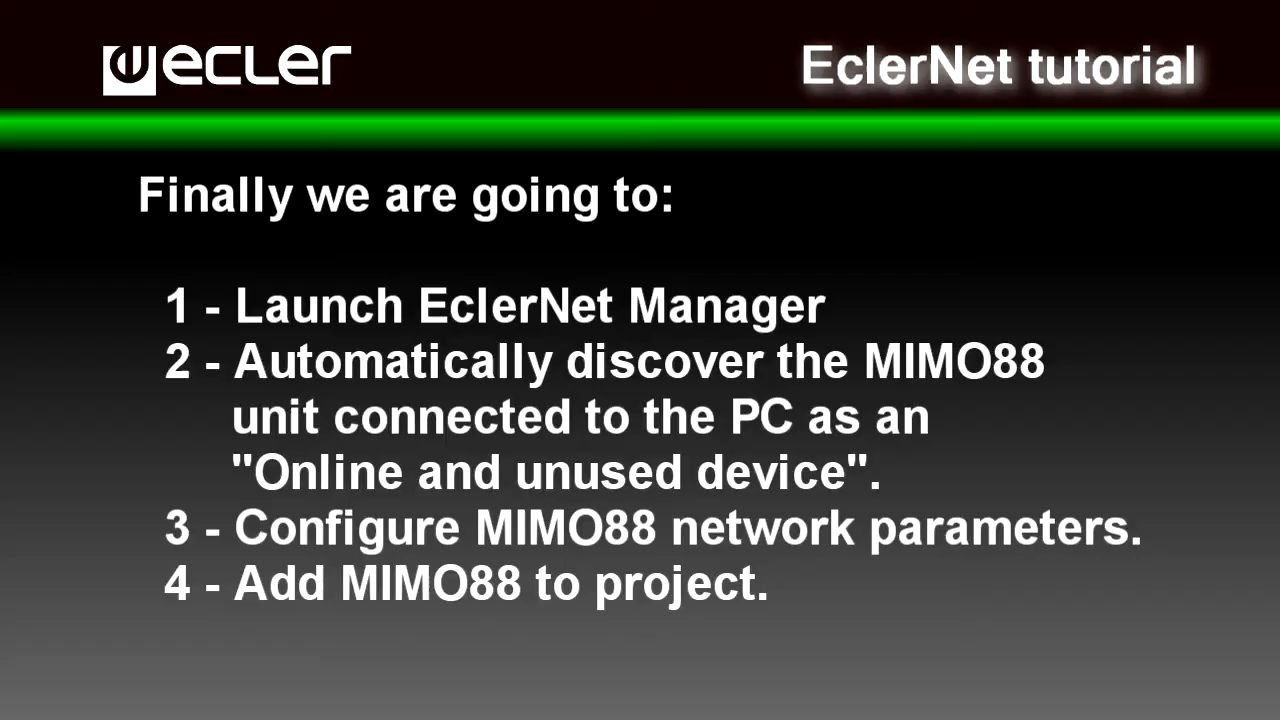 ecler
EclerNet tutorial
Finally we are going to:
1 - Launch EclerNet Manager
2 - Automatically discover the MIMO88
unit connected to the PC as an
"Online and unused device".
3 - Configure MIMO88 network parameters.
4 - Add MIMO88 to project.